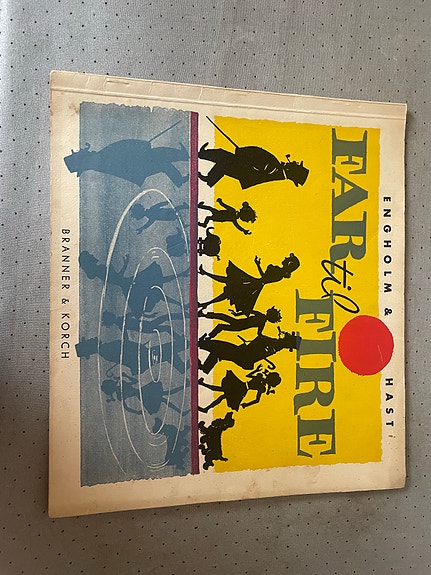 ENGHOLM & HAST
FAR til FIRE
BRANNER & KORCH